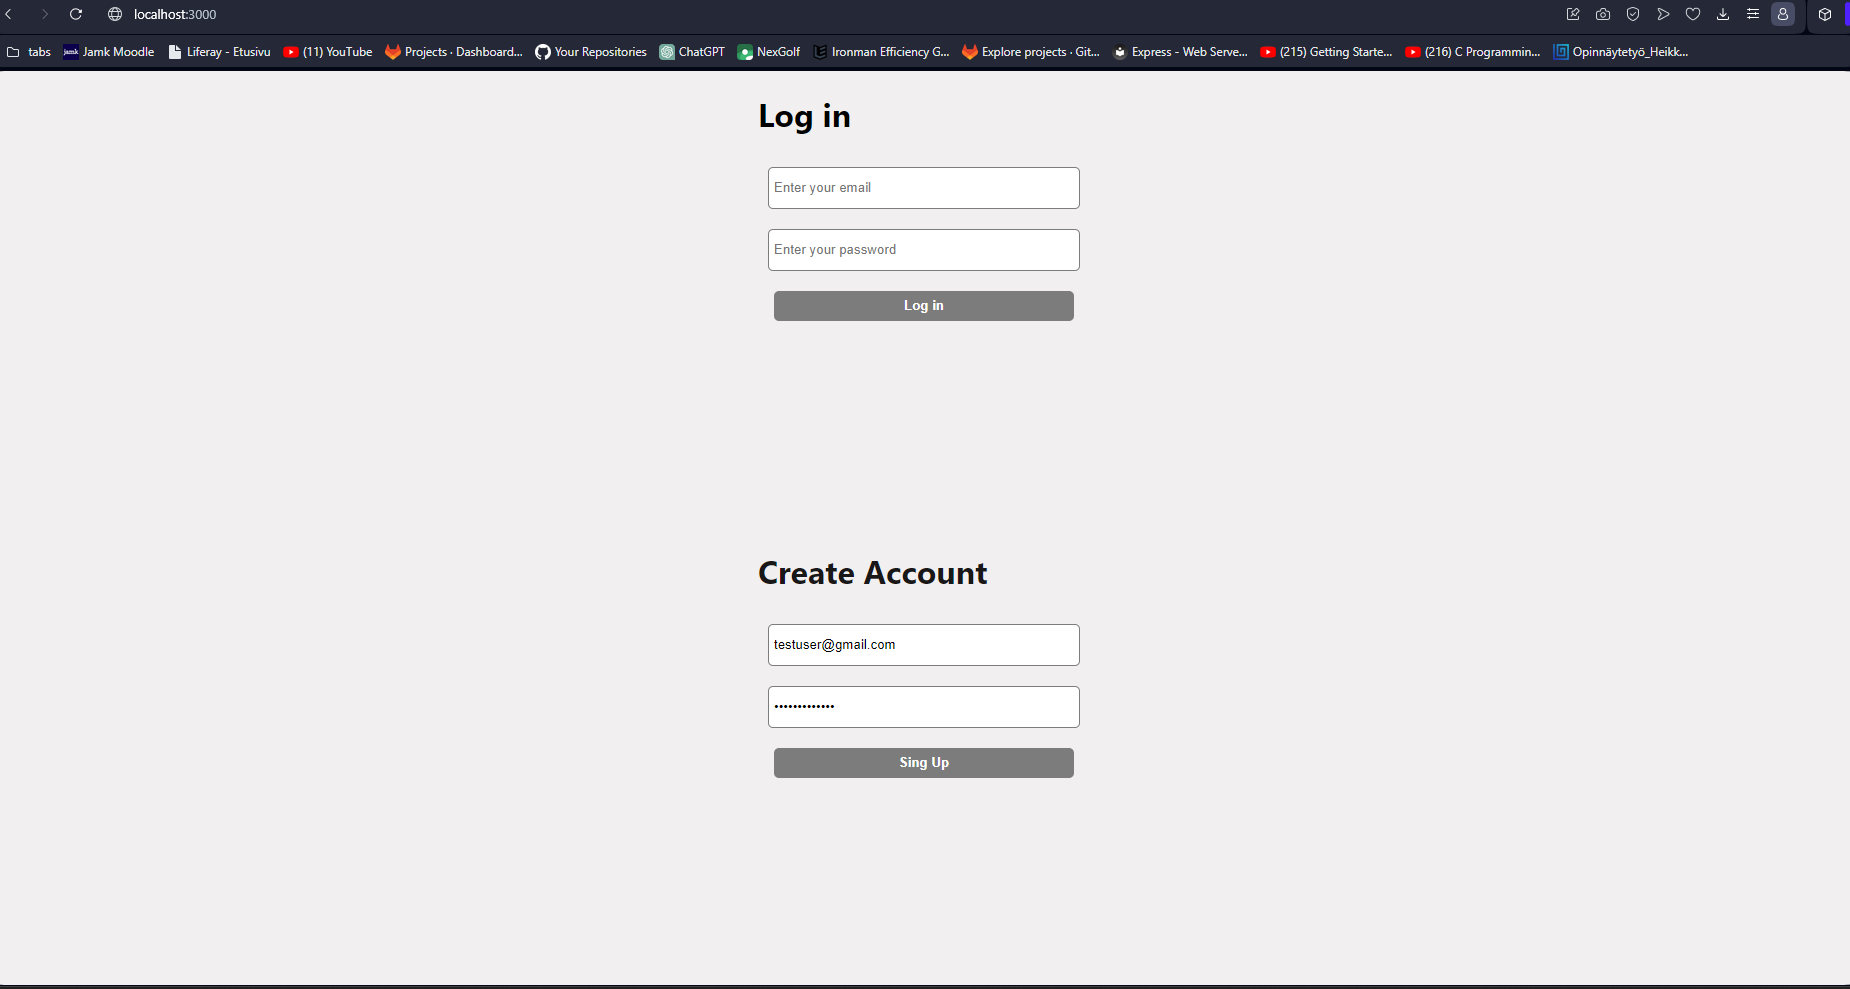 localhost:3000
tabs jamk Jamk Moodle Liferay - Etusivu (11) YouTube Projects · Dashboard... Your Repositories ChatGPT NexGolf Ironman Efficiency G... Explore projects · Git... Express - Web Serve... (215) Getting Starte... (216) C Programmin... Opinnäytetyö_Heikk...
Log in
Enter your email
Enter your password
Log in
Create Account
testuser@gmail.com
•••••••••••••
Sing Up